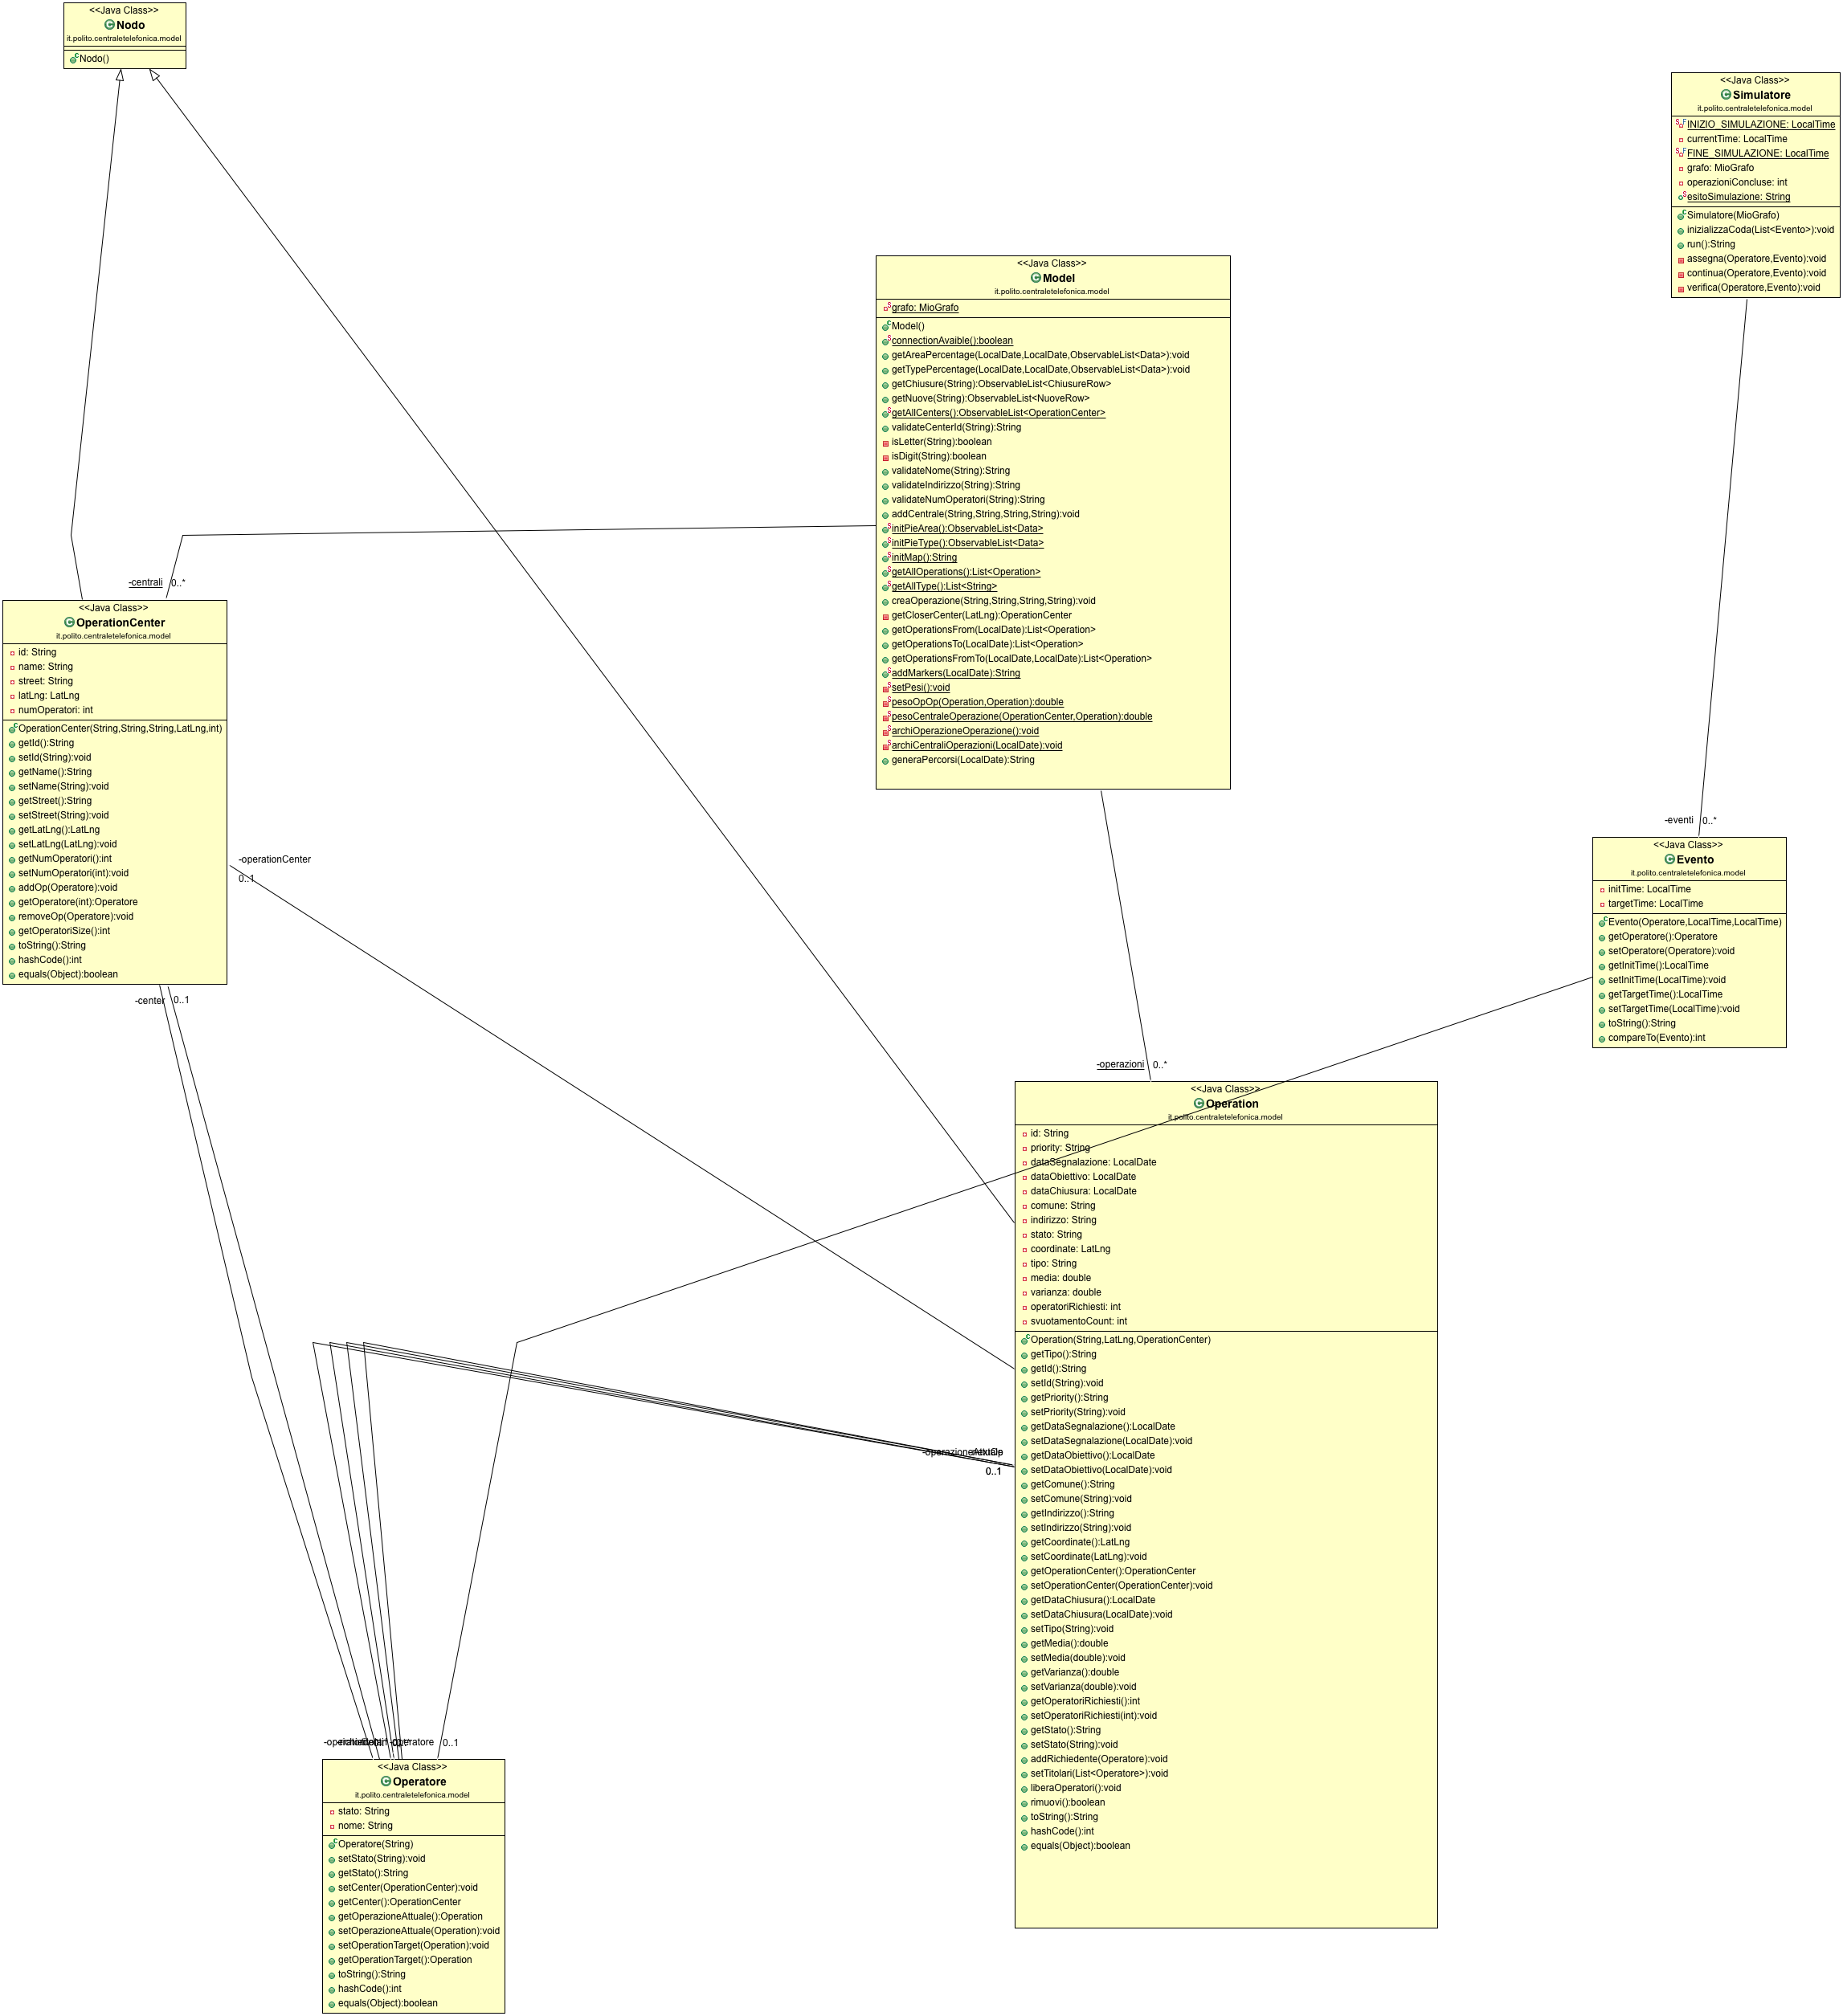 <<Java Class>>
Nodo
it.polito.centraletelefonica.model
Nodo()
<<Java Class>>
Simulatore
it.polito.centraletelefonica.model
INIZIO_SIMULAZIONE: LocalTime
currentTime: LocalTime
FINE_SIMULAZIONE: LocalTime
grafo: MioGrafo
operazioniConcluse: int
esitoSimulazione: String
Simulatore(MioGrafo)
inizializzaCoda(List<Evento>):void
run():String
assegna(Operatore,Evento):void
continua(Operatore,Evento):void
verifica(Operatore,Evento):void
<<Java Class>>
Model
it.polito.centraletelefonica.model
grafo: MioGrafo
Model()
connectionAvaible():boolean
getAreaPercentage(LocalDate,LocalDate,ObservableList<Data>):void
getTypePercentage(LocalDate,LocalDate,ObservableList<Data>):void
getChiusure(String):ObservableList<ChiusureRow>
getNuove(String):ObservableList<NuoveRow>
getAllCenters():ObservableList<OperationCenter>
validateCenterId(String):String
isLetter(String):boolean
isDigit(String):boolean
validateNome(String):String
validateIndirizzo(String):String
validateNumOperatori(String):String
addCentrale(String,String,String,String):void
initPieArea():ObservableList<Data>
initPieType():ObservableList<Data>
initMap():String
getAllOperations():List<Operation>
getAllType():List<String>
creaOperazione(String,String,String,String):void
getCloserCenter(LatLng):OperationCenter
getOperationsFrom(LocalDate):List<Operation>
getOperationsTo(LocalDate):List<Operation>
getOperationsFromTo(LocalDate,LocalDate):List<Operation>
addMarkers(LocalDate):String
setPesi():void
pesoOpOp(Operation,Operation):double
pesoCentraleOperazione(OperationCenter,Operation):double
archiOperazioneOperazione():void
archiCentraliOperazioni(LocalDate):void
generaPercorsi(LocalDate):String
-centrali 0..*
<<Java Class>>
OperationCenter
it.polito.centraletelefonica.model
id: String
name: String
street: String
latLng: LatLng
numOperatori: int
OperationCenter(String,String,String,LatLng,int)
getId():String
setId(String):void
getName():String
setName(String):void
getStreet():String
setStreet(String):void
getLatLng():LatLng
setLatLng(LatLng):void
getNumOperatori():int
setNumOperatori(int):void
addOp(Operatore):void
getOperatore(int):Operatore
removeOp(Operatore):void
getOperatoriSize():int
toString():String
hashCode():int
equals(Object):boolean
-operationCenter
0..1
-center 0..1
-eventi 0..*
<<Java Class>>
Evento
it.polito.centraletelefonica.model
initTime: LocalTime
targetTime: LocalTime
Evento(Operatore,LocalTime,LocalTime)
getOperatore():Operatore
setOperatore(Operatore):void
getInitTime():LocalTime
setInitTime(LocalTime):void
getTargetTime():LocalTime
setTargetTime(LocalTime):void
toString():String
compareTo(Evento):int
-operazioni 0..*
<<Java Class>>
Operation
it.polito.centraletelefonica.model
id: String
priority: String
dataSegnalazione: LocalDate
dataObiettivo: LocalDate
dataChiusura: LocalDate
comune: String
indirizzo: String
stato: String
coordinate: LatLng
tipo: String
media: double
varianza: double
operatoriRichiesti: int
svuotamentoCount: int
Operation(String,LatLng,OperationCenter)
getTipo():String
getId():String
setId(String):void
getPriority():String
setPriority(String):void
getDataSegnalazione():LocalDate
setDataSegnalazione(LocalDate):void
getDataObiettivo():LocalDate
setDataObiettivo(LocalDate):void
getComune():String
setComune(String):void
getIndirizzo():String
setIndirizzo(String):void
getCoordinate():LatLng
setCoordinate(LatLng):void
getOperationCenter():OperationCenter
setOperationCenter(OperationCenter):void
getDataChiusura():LocalDate
setDataChiusura(LocalDate):void
setTipo(String):void
getMedia():double
setMedia(double):void
getVarianza():double
setVarianza(double):void
getOperatoriRichiesti():int
setOperatoriRichiesti(int):void
getStato():String
setStato(String):void
addRichiedente(Operatore):void
setTitolari(List<Operatore>):void
liberaOperatori():void
rimuovi():boolean
toString():String
hashCode():int
equals(Object):boolean
0..1
0..1
<<Java Class>>
Operatore
it.polito.centraletelefonica.model
stato: String
nome: String
Operatore(String)
setStato(String):void
getStato():String
setCenter(OperationCenter):void
getCenter():OperationCenter
getOperazioneAttuale():Operation
setOperazioneAttuale(Operation):void
setOperationTarget(Operation):void
getOperationTarget():Operation
toString():String
hashCode():int
equals(Object):boolean